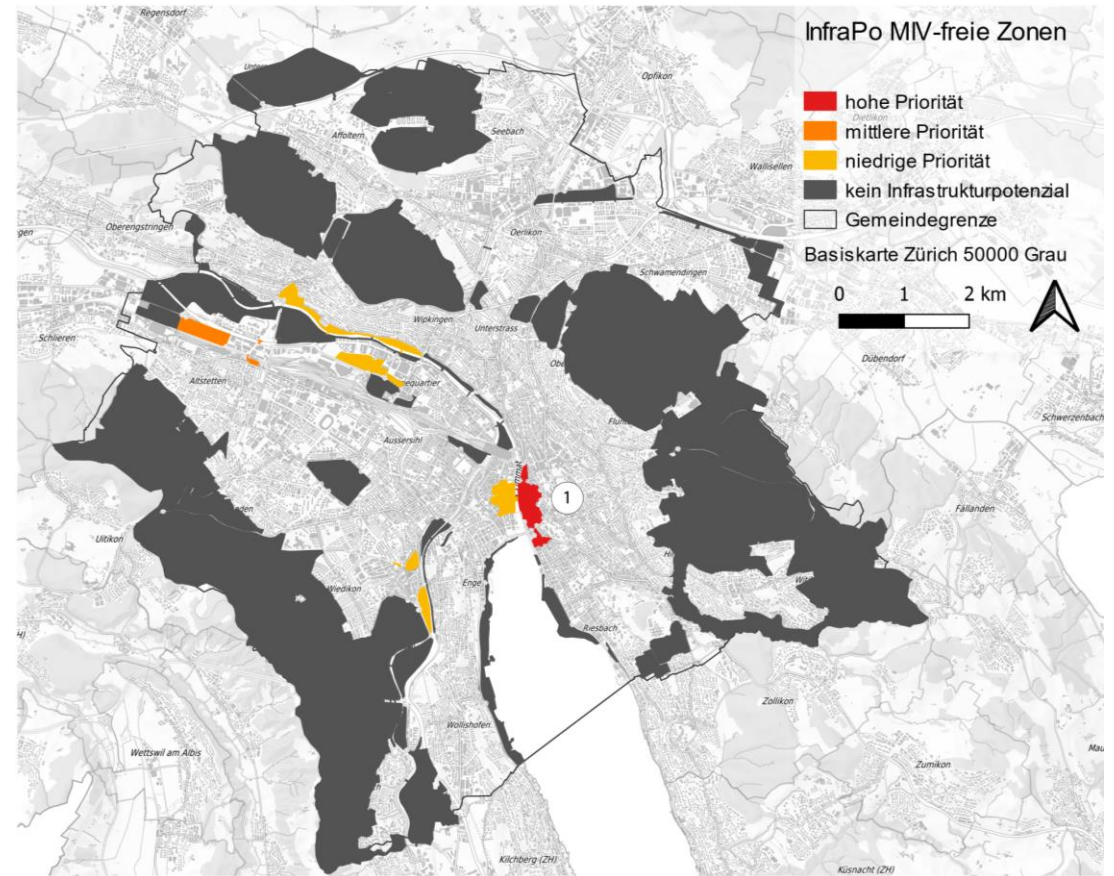 InfraPo MIV-freie Zonen
hohe Priorität
mittlere Priorität
niedrige Priorität
kein Infrastrukturpotenzial
Gemeindegrenze
Basiskarte Zürich 50000 Grau
0 1 2 km
Regensdorf
Opfikon
Dietlikon
Seebach
Affoltern
Wallisellen
Oberengstringen
Oerlikon
Schwamendingen
Wipkingen
Unterstrass
Schlieren
Dübendorf
Altstetten
Schwerzenbach
Aussersihl
1
Fällanden
Uitikon
Enge
Wiedikon
Riesbach
Zollikon
Wollishofen
Wettswil am Albis
Zumikon
Kilchberg (ZH)
Küsnacht (ZH)